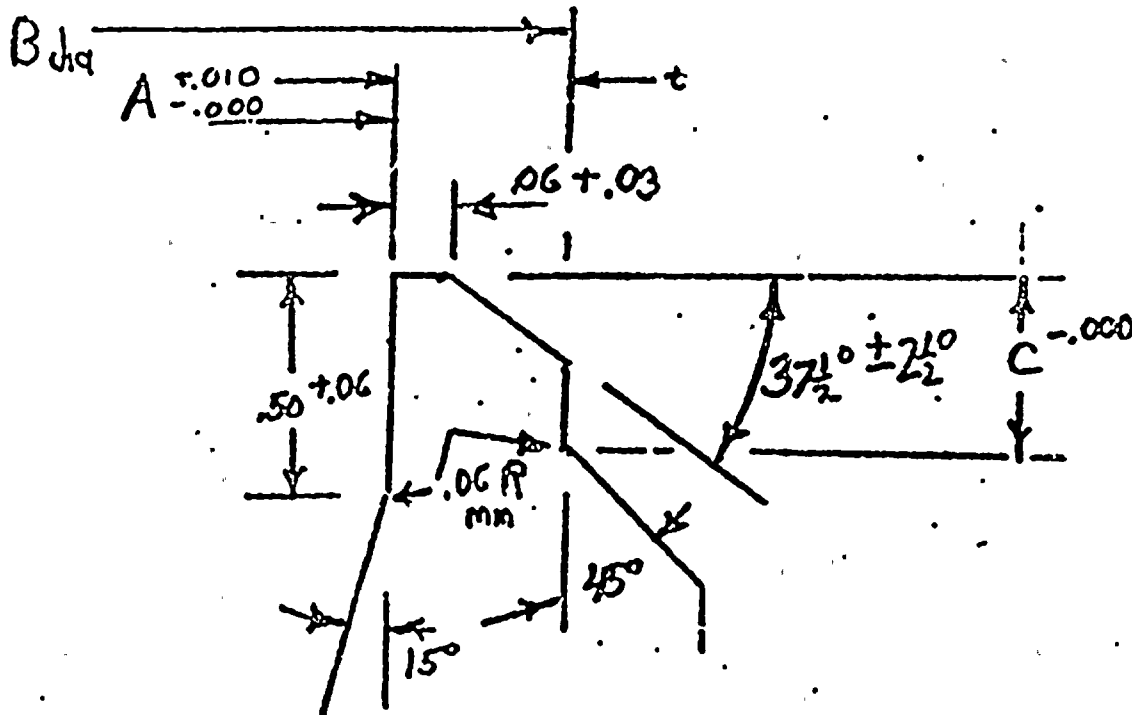 B dia
A +.010
-.000
t
.06 +.03
.50 +.06
37½° ± 2½°
C -.000
.06 R
min
45°
15°